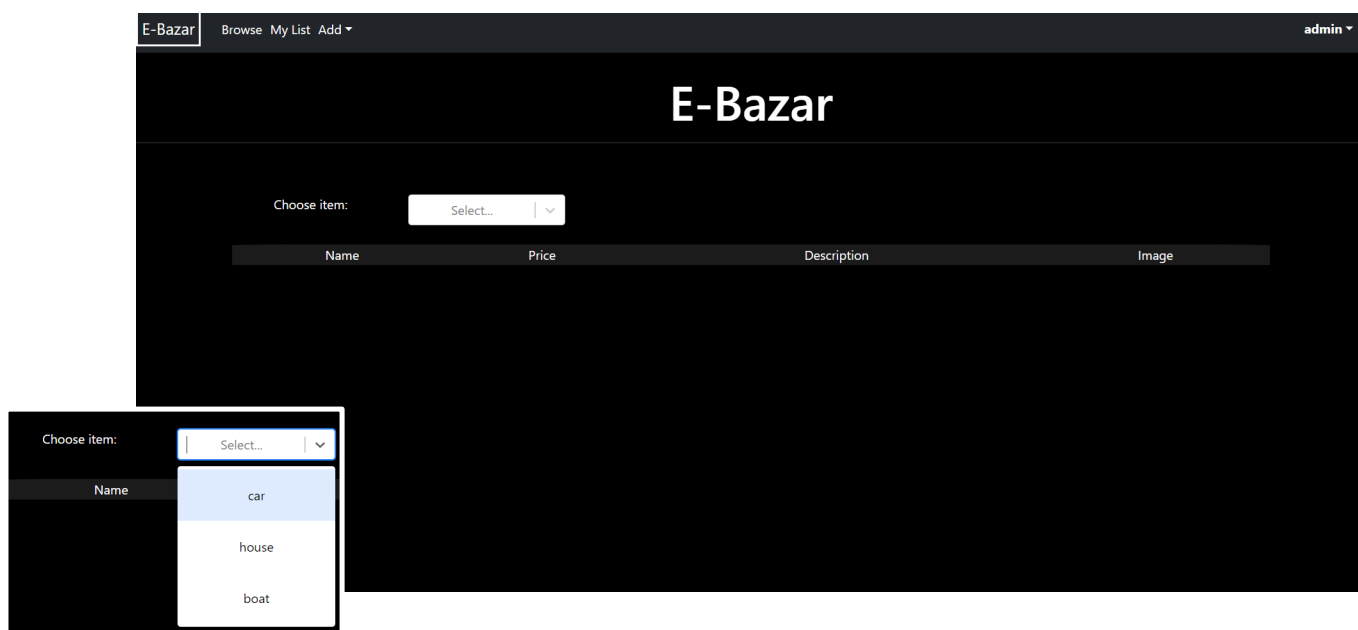 E-Bazar Browse My List Add admin
E-Bazar
Choose item: Select...
Name Price Description Image
Choose item: Select...
Name
car
house
boat